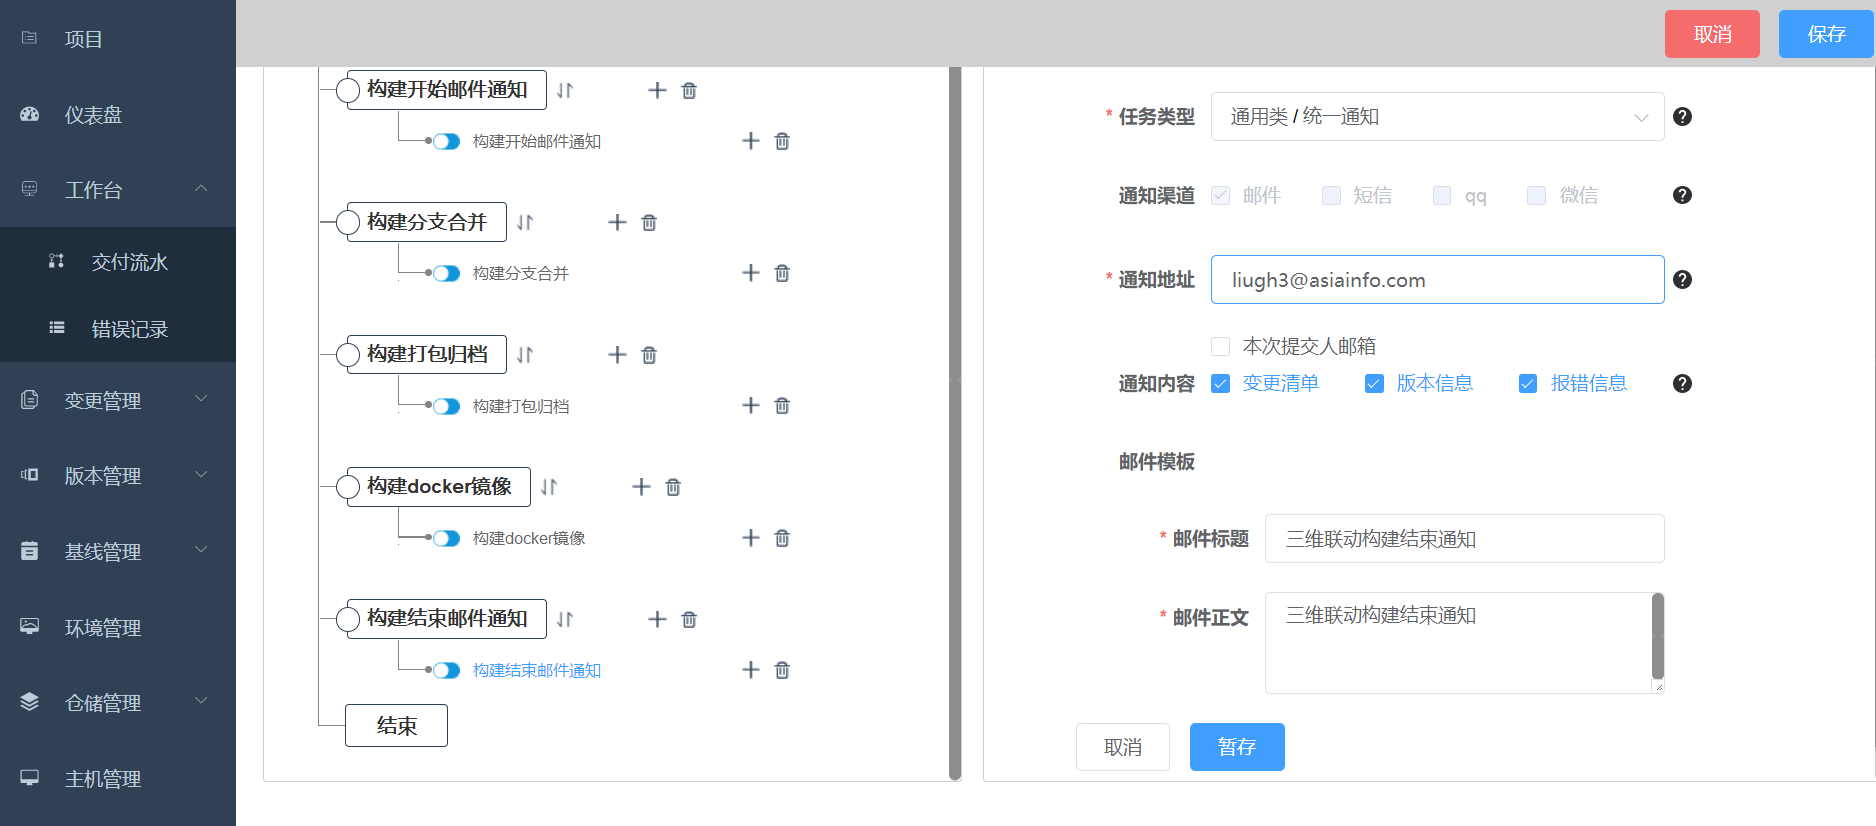 项目
仪表盘
工作台
交付流水
错误记录
变更管理
版本管理
基线管理
环境管理
仓储管理
主机管理
取消
保存
构建开始邮件通知
构建开始邮件通知
构建分支合并
构建分支合并
构建打包归档
构建打包归档
构建docker镜像
构建docker镜像
构建结束邮件通知
构建结束邮件通知
结束
* 任务类型 通用类 / 统一通知
通知渠道 邮件 短信 qq 微信
* 通知地址 liugh3@asiainfo.com
本次提交人邮箱
通知内容 变更清单 版本信息 报错信息
邮件模板
* 邮件标题 三维联动构建结束通知
* 邮件正文 三维联动构建结束通知
取消 暂存